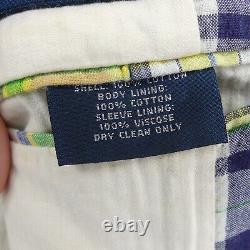 SHELL: 100% COTTON
BODY LINING:
100% COTTON
SLEEVE LINING:
100% VISCOSE
DRY CLEAN ONLY